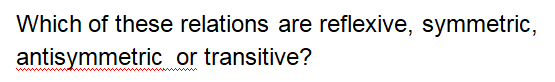 Which of these relations are reflexive, symmetric,
antisymmetric or transitive?